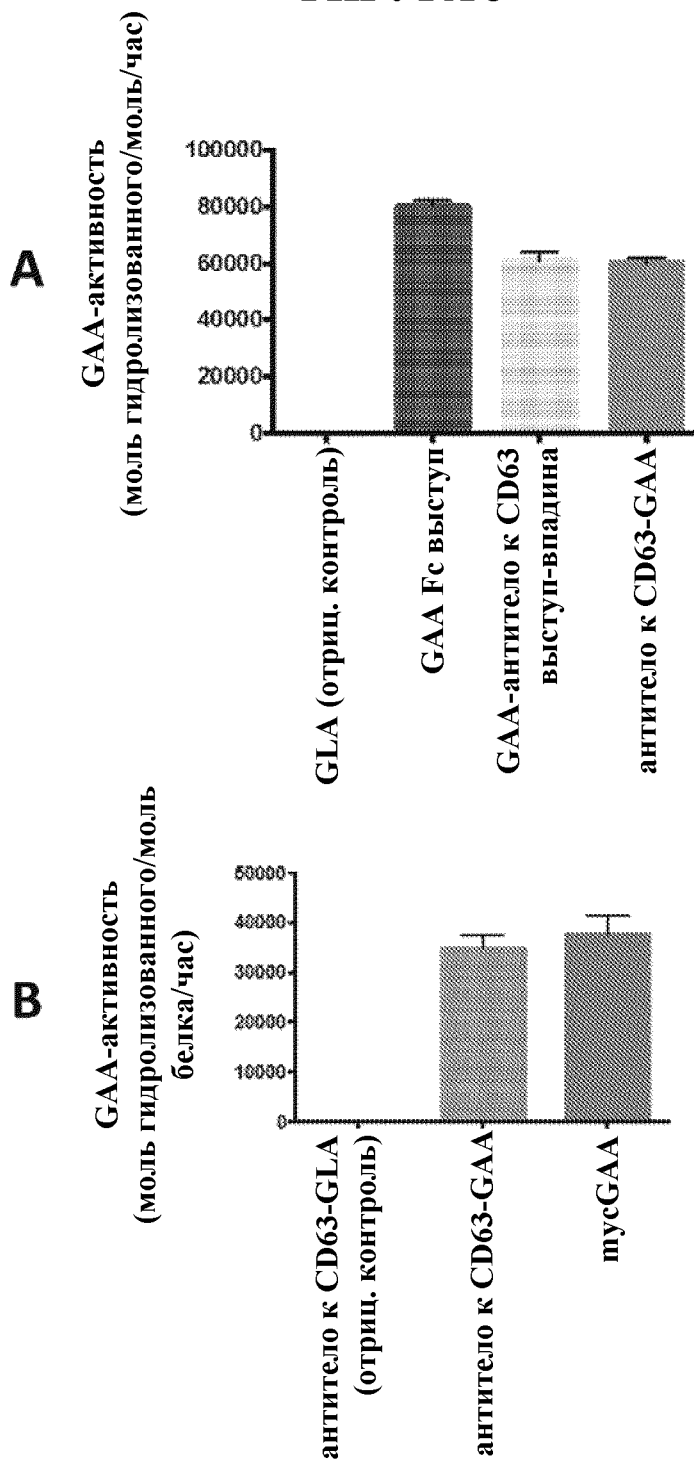 A
GAA-активность
(моль гидролизованного/моль/час)
100000
80000
60000
40000
20000
0
GLA (отриц. контроль)
GAA Fc выступ
GAA-антитело к CD63
выступ-впадина
антитело к CD63-GAA
B
GAA-активность
(моль гидролизованного/моль
белка/час)
50000
40000
30000
20000
10000
0
антитело к CD63-GLA
(отриц. контроль)
антитело к CD63-GAA
mycGAA